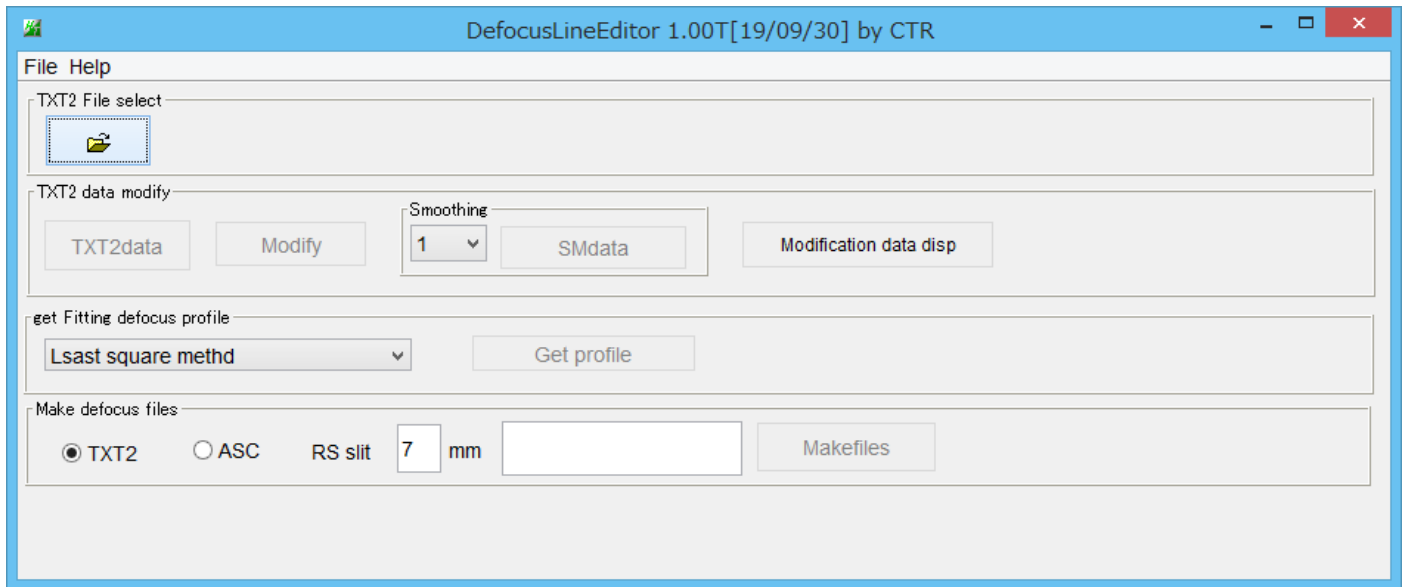 DefocusLineEditor 1.00T[19/09/30] by CTR
File Help
TXT2 File select
TXT2 data modify
TXT2data Modify Smoothing 1 SMdata Modification data disp
get Fitting defocus profile
Lsast square methd Get profile
Make defocus files
TXT2 ASC RS slit 7 mm Makefiles